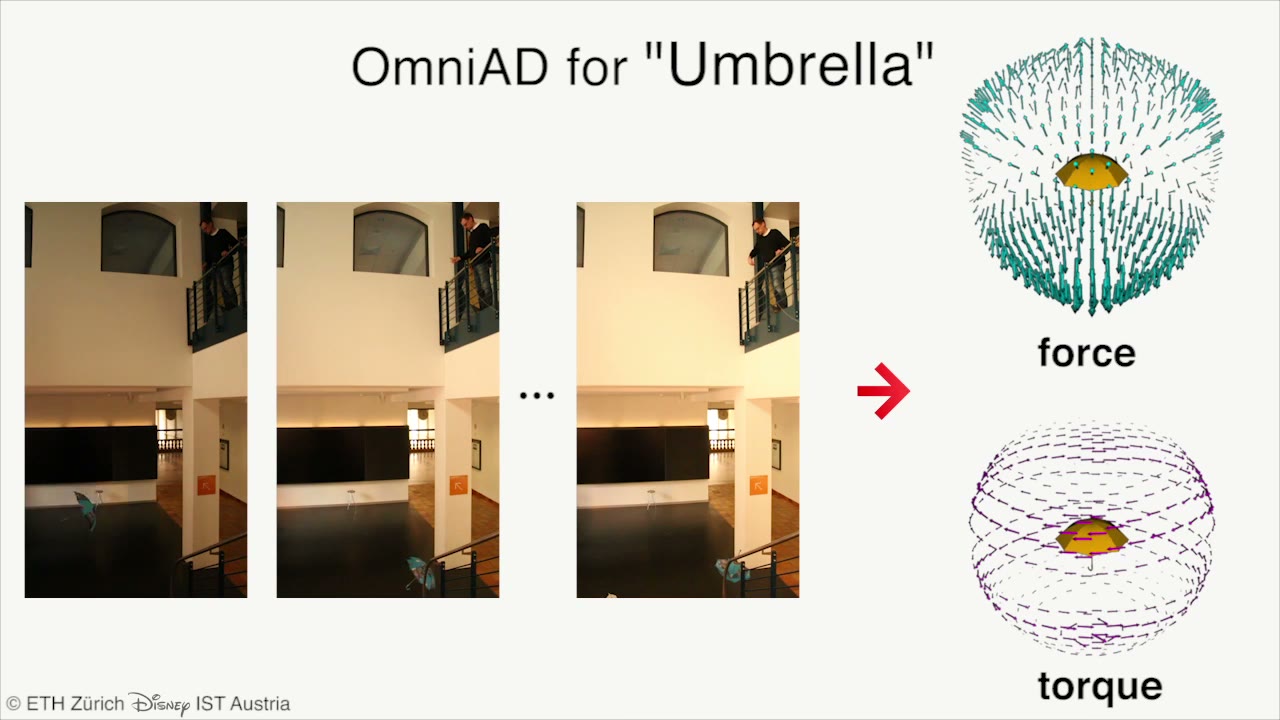 OmniAD for "Umbrella"
...
force
torque
© ETH Zürich Disney IST Austria